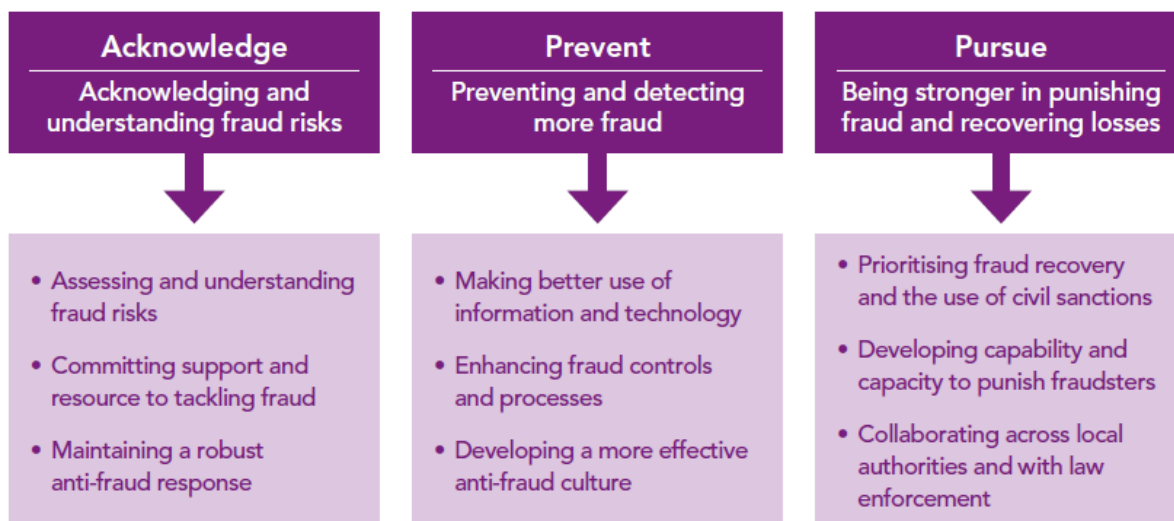 Acknowledge
Acknowledging and
understanding fraud risks
• Assessing and understanding
fraud risks
• Committing support and
resource to tackling fraud
• Maintaining a robust
anti-fraud response
Prevent
Preventing and detecting
more fraud
• Making better use of
information and technology
• Enhancing fraud controls
and processes
• Developing a more effective
anti-fraud culture
Pursue
Being stronger in punishing
fraud and recovering losses
• Prioritising fraud recovery
and the use of civil sanctions
• Developing capability and
capacity to punish fraudsters
• Collaborating across local
authorities and with law
enforcement